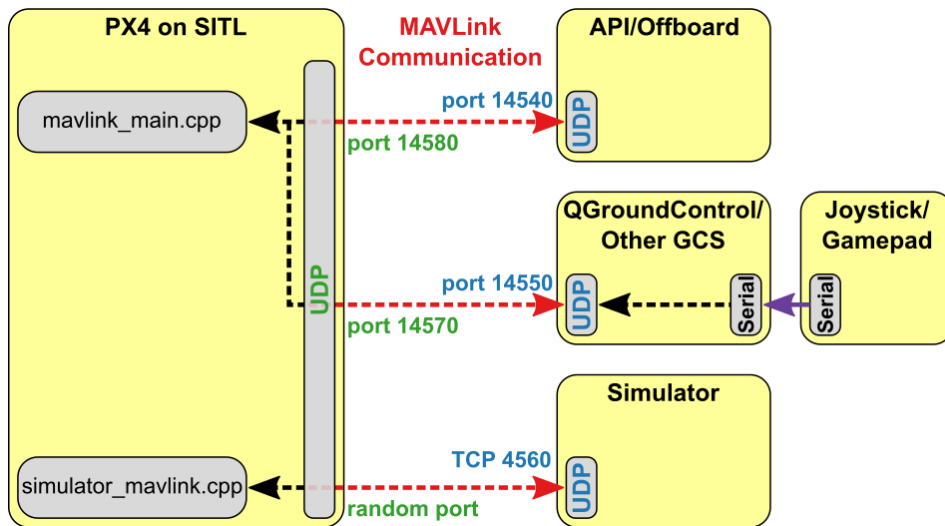 PX4 on SITL
mavlink_main.cpp
UDP
simulator_mavlink.cpp
MAVLink
Communication
port 14540
port 14580
port 14550
port 14570
TCP 4560
random port
API/Offboard
UDP
QGroundControl/
Other GCS
UDP
Serial
Joystick/
Gamepad
Serial
Simulator
UDP